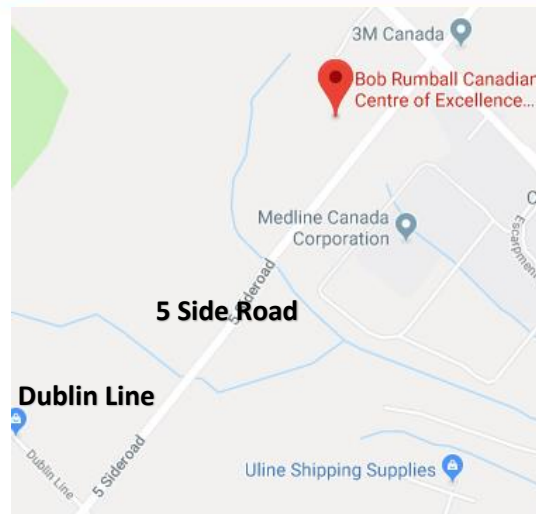 3M Canada
Bob Rumball Canadian
Centre of Excellence...
C
Medline Canada
Corporation
Escarpment
5 Sideroad
5 Side Road
Dublin Line
Dublin Line
5 Sideroad
Uline Shipping Supplies